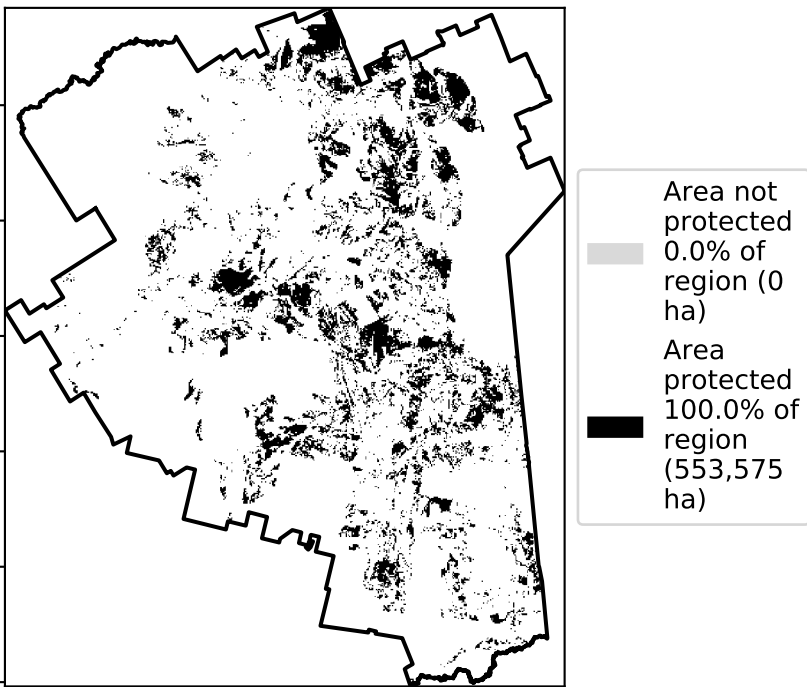 Area not
protected
0.0% of
region (0
ha)
Area
protected
100.0% of
region
(553,575
ha)